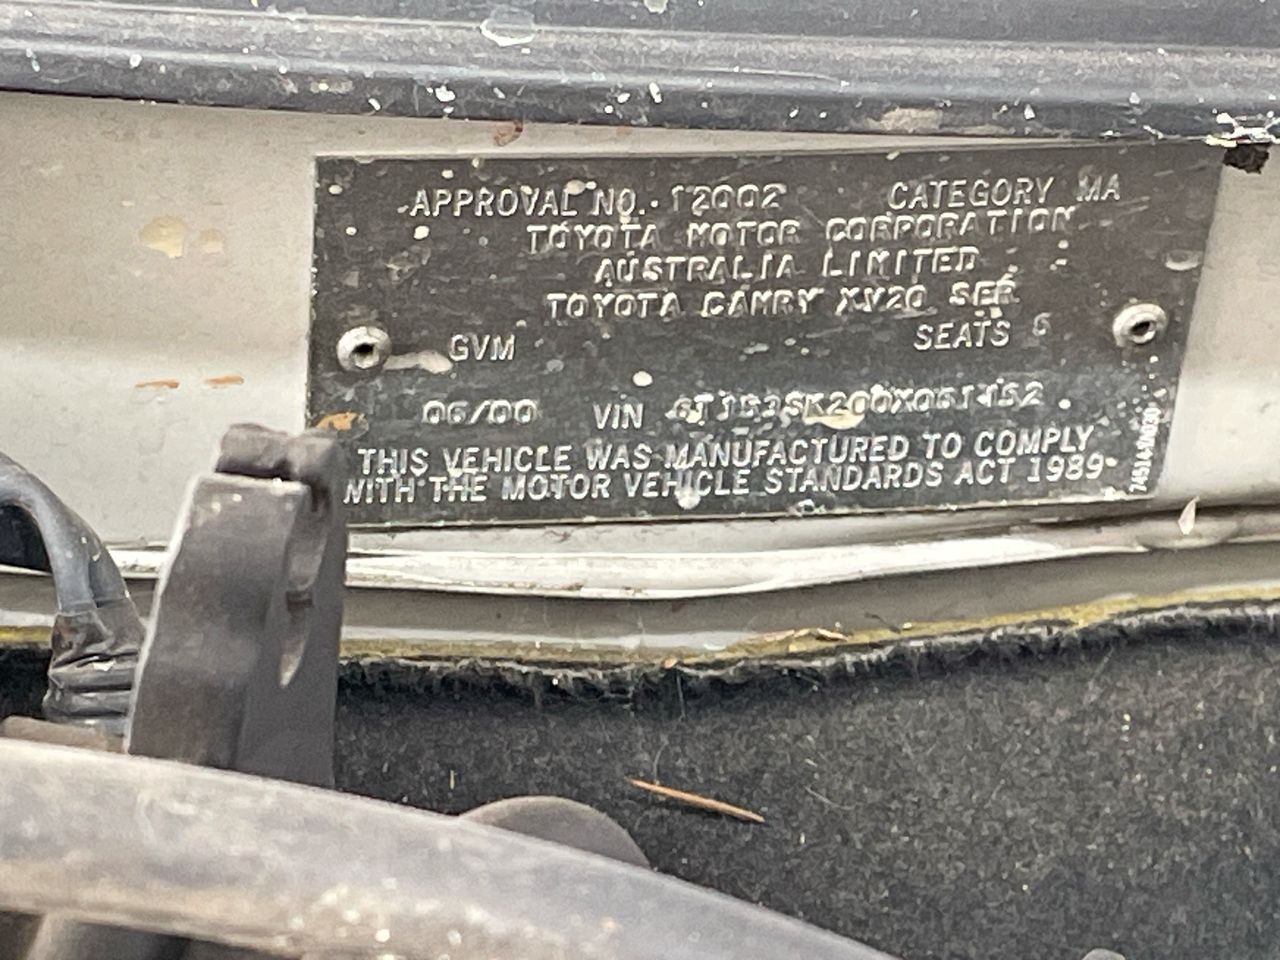 APPROVAL NO. 12002 CATEGORY MA
TOYOTA MOTOR CORPORATION
AUSTRALIA LIMITED
TOYOTA CAMRY XV20 SER
GVM SEATS
06/00 VIN
THIS VEHICLE WAS MANUFACTURED TO COMPLY
WITH THE MOTOR VEHICLE STANDARDS ACT 1989